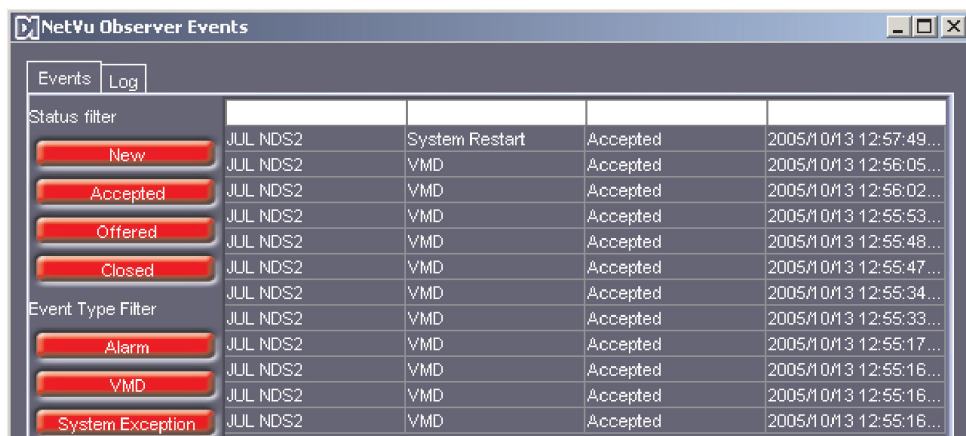 NetVu Observer Events
Events Log
Status filter
New
Accepted
Offered
Closed
Event Type Filter
Alarm
VMD
System Exception
JUL NDS2 System Restart Accepted 2005/10/13 12:57:49...
JUL NDS2 VMD Accepted 2005/10/13 12:56:05...
JUL NDS2 VMD Accepted 2005/10/13 12:56:02...
JUL NDS2 VMD Accepted 2005/10/13 12:55:53...
JUL NDS2 VMD Accepted 2005/10/13 12:55:48...
JUL NDS2 VMD Accepted 2005/10/13 12:55:47...
JUL NDS2 VMD Accepted 2005/10/13 12:55:34...
JUL NDS2 VMD Accepted 2005/10/13 12:55:33...
JUL NDS2 VMD Accepted 2005/10/13 12:55:17...
JUL NDS2 VMD Accepted 2005/10/13 12:55:16...
JUL NDS2 VMD Accepted 2005/10/13 12:55:16...
JUL NDS2 VMD Accepted 2005/10/13 12:55:16...